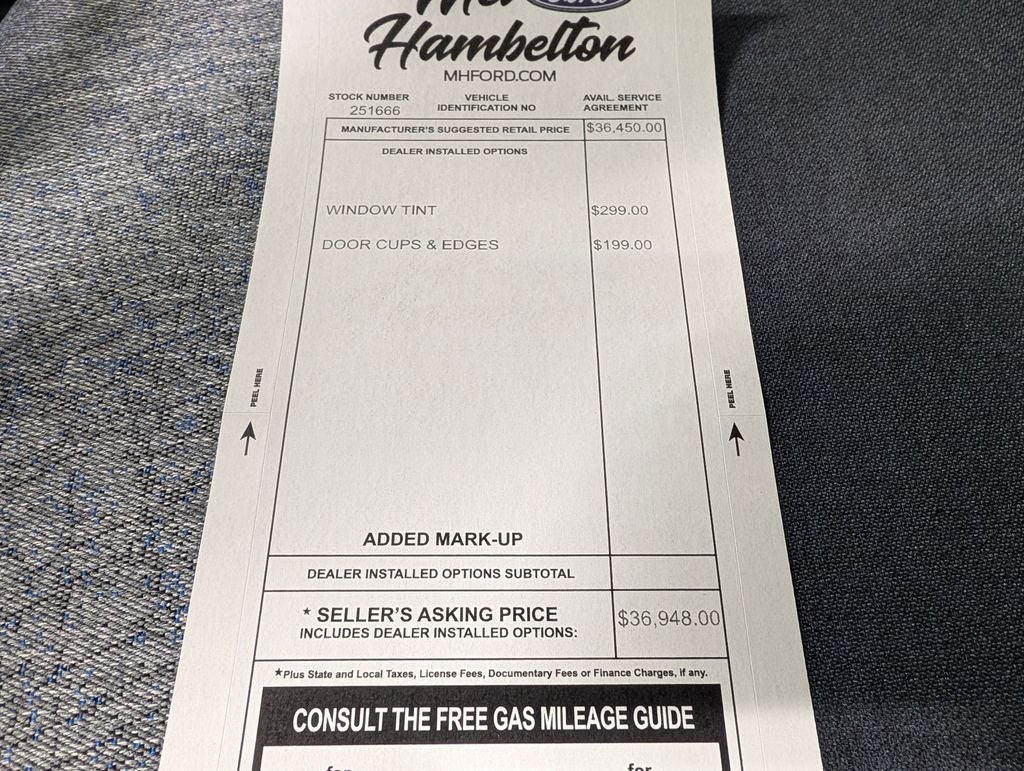 Hambelton
MHFORD.COM
STOCK NUMBER
251666
VEHICLE
IDENTIFICATION NO
AVAIL. SERVICE
AGREEMENT
MANUFACTURER'S SUGGESTED RETAIL PRICE $36,450.00
DEALER INSTALLED OPTIONS
WINDOW TINT $299.00
DOOR CUPS & EDGES $199.00
PEEL HERE
PEEL HERE
ADDED MARK-UP
DEALER INSTALLED OPTIONS SUBTOTAL
* SELLER'S ASKING PRICE $36,948.00
INCLUDES DEALER INSTALLED OPTIONS:
*Plus State and Local Taxes, License Fees, Documentary Fees or Finance Charges, if any.
CONSULT THE FREE GAS MILEAGE GUIDE